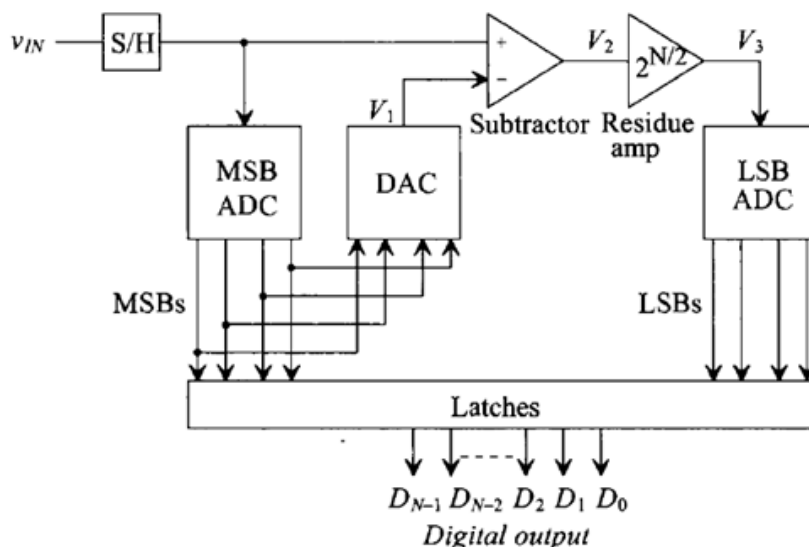 v_IN
S/H
+
−
V_2
2^N/2
V_3
V_1
Subtractor
Residue
amp
MSB
ADC
DAC
LSB
ADC
MSBs
LSBs
Latches
D_N−1 D_N−2 D_2 D_1 D_0
Digital output